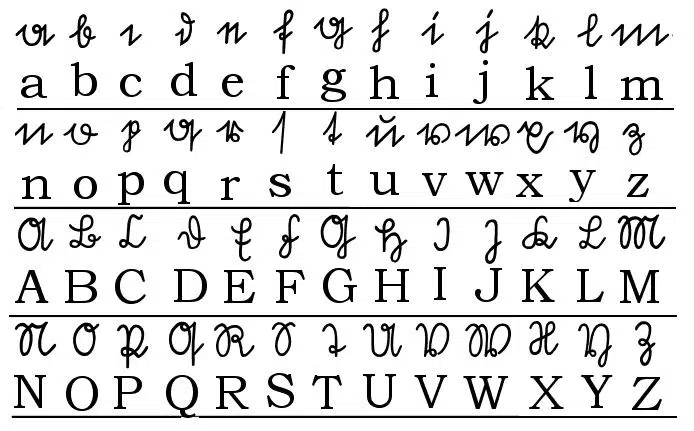 a b c d e f g h i j k l m
a b c d e f g h i j k l m
n o p q r s t u v w x y z
n o p q r s t u v w x y z
A B C D E F G H I J K L M
A B C D E F G H I J K L M
N O P Q R S T U V W X Y Z
N O P Q R S T U V W X Y Z